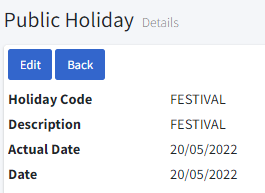 Public Holiday Details
Edit Back
Holiday Code FESTIVAL
Description FESTIVAL
Actual Date 20/05/2022
Date 20/05/2022